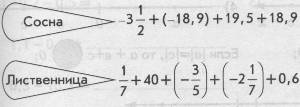 Сосна -3 1/2 + (-18,9) + 19,5 + 18,9
Лиственница 1/7 + 40 + (-3/5) + (-2 1/7) + 0,6